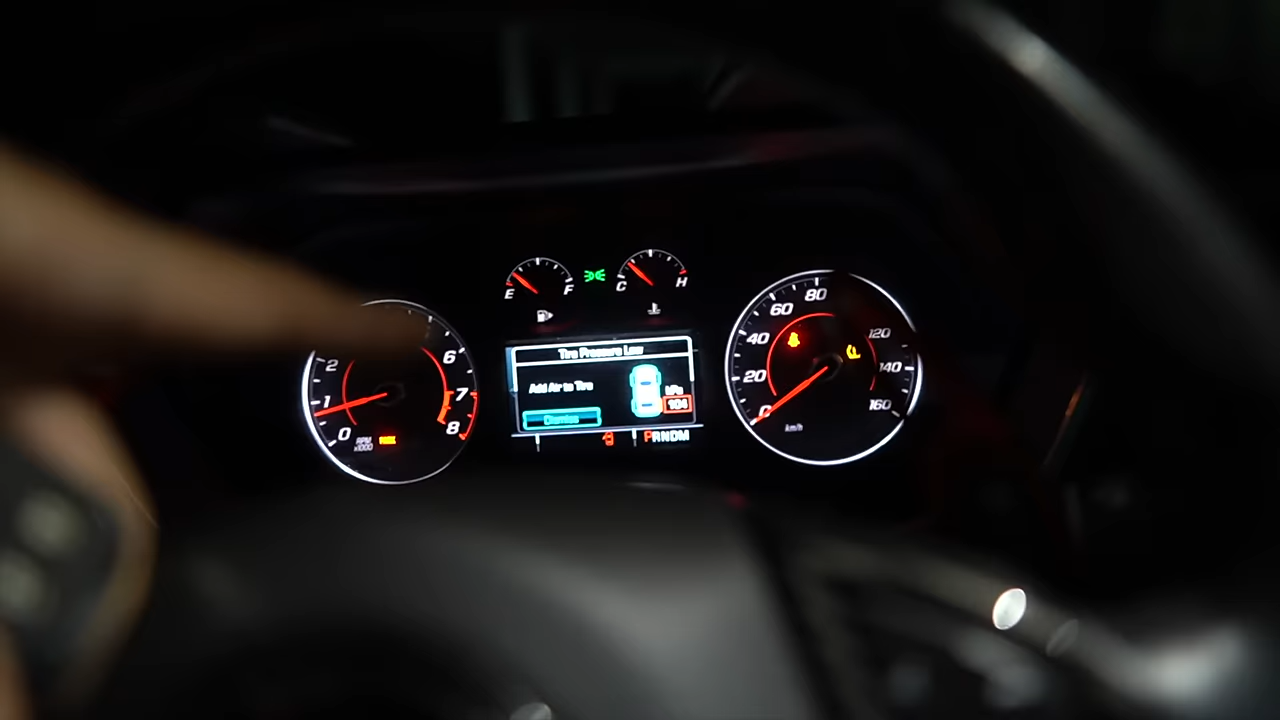 E F
C H
2
1
0
6
7
8
RPM
x1000
PARK
Tire Pressure Low
Add Air to Tire
kPa
104
Dismiss
PRNDM
0
20
40
60
80
120
140
160
km/h